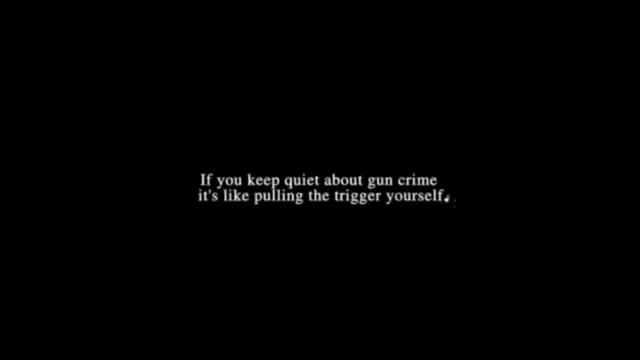 If you keep quiet about gun crime
it's like pulling the trigger yourself.